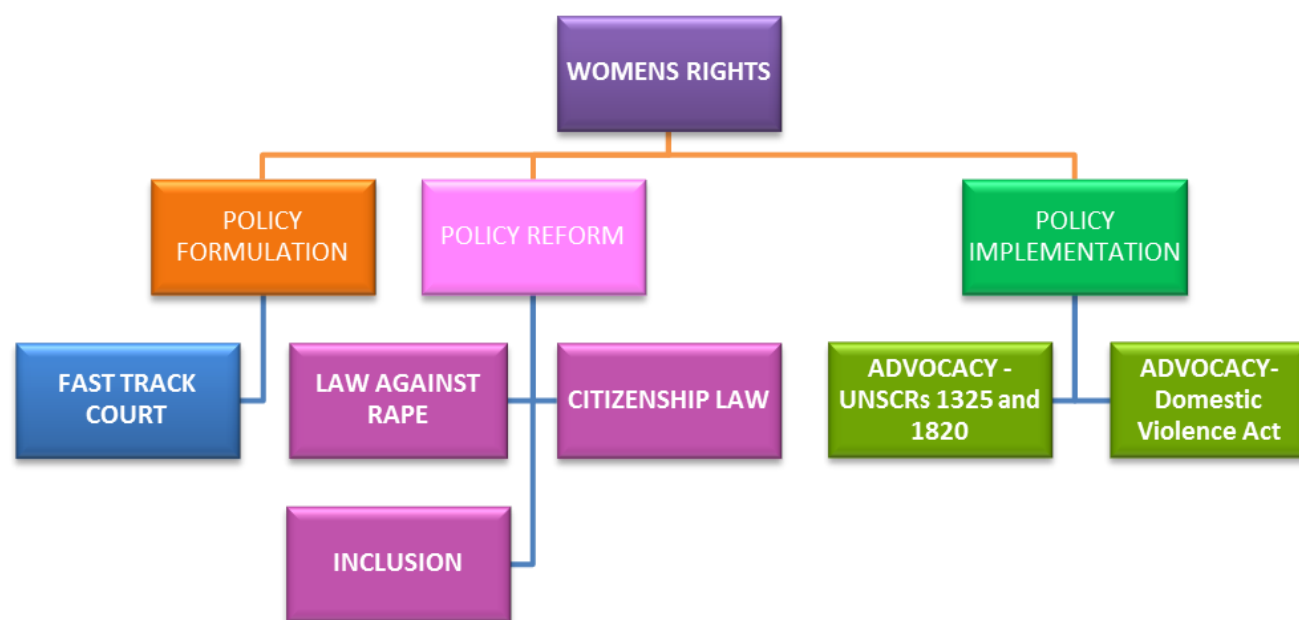 WOMENS RIGHTS
POLICY
FORMULATION
POLICY REFORM
POLICY
IMPLEMENTATION
FAST TRACK
COURT
LAW AGAINST
RAPE
CITIZENSHIP LAW
ADVOCACY -
UNSCRs 1325 and
1820
ADVOCACY-
Domestic
Violence Act
INCLUSION